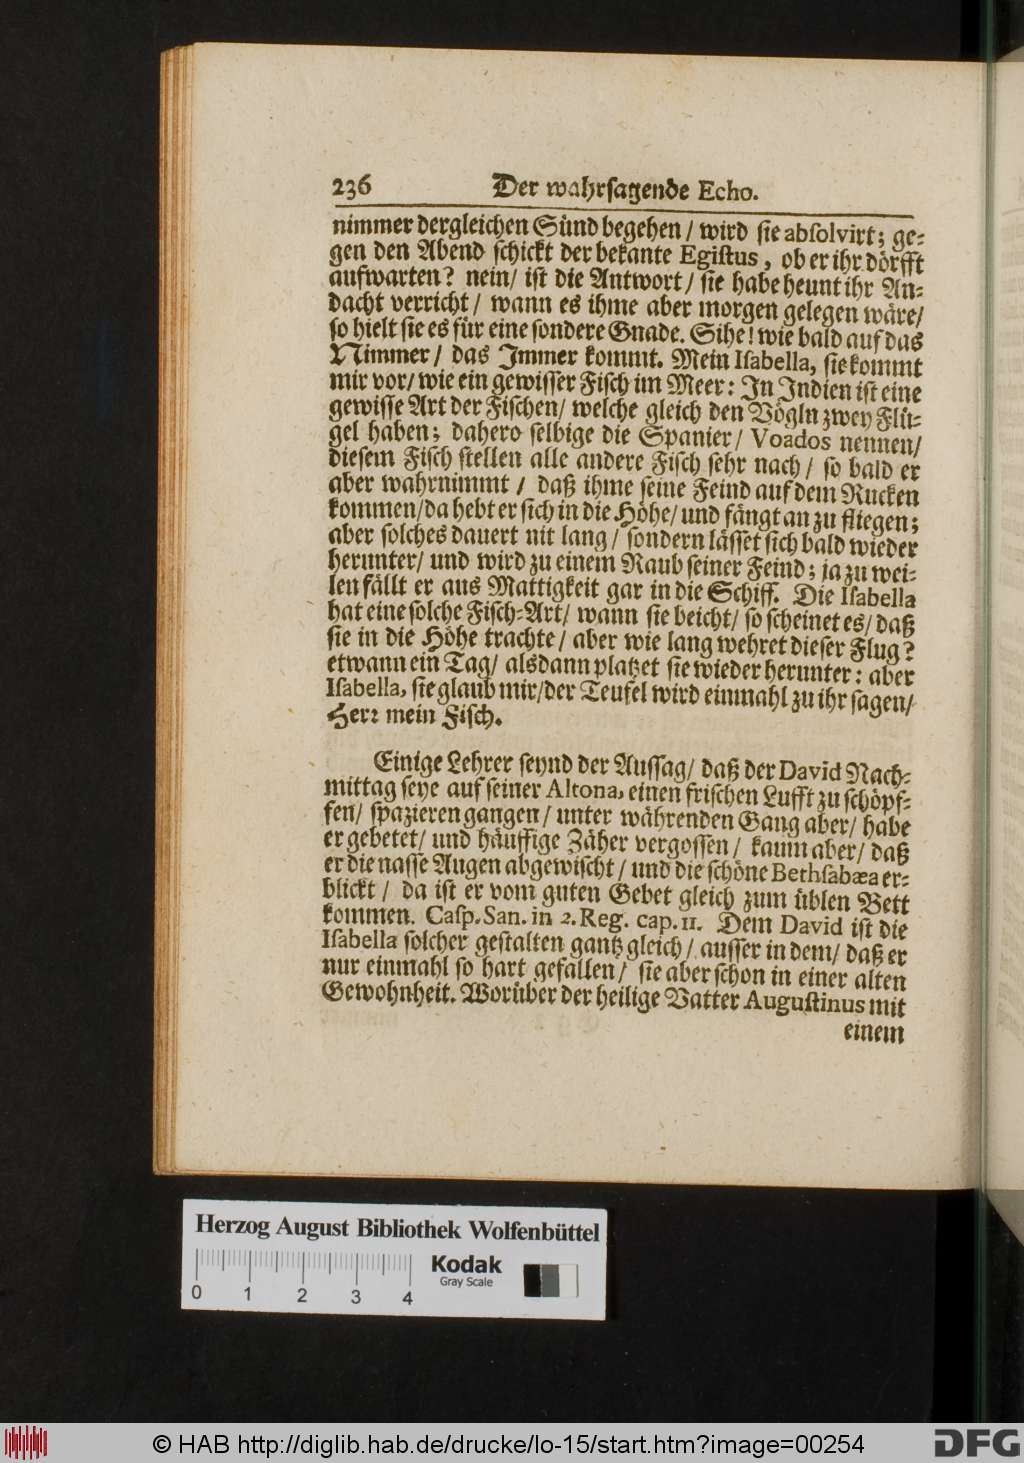 236 Der wahrsagende Echo.
nimmer dergleichen Sünd begehen / wird sie absolvirt; ge-
gen den Abend schickt der bekante Egistus, ob er ihr dörfft
aufwarten? nein/ ist die Antwort/ sie habe heunt ihr An-
dacht verricht/ wann es ihme aber morgen gelegen wäre/
so hielt sie es für eine sondere Gnade. Sihe! wie bald auf das
Nimmer/ das Immer kommt. Mein Isabella, sie kommt
mir vor/ wie ein gewisser Fisch im Meer: In Indien ist eine
gewisse Art der Fischen/ welche gleich den Vögln zwey Flü-
gel haben; dahero selbige die Spanier/ Voados nennen/
diesem Fisch stellen alle andere Fisch sehr nach/ so bald er
aber wahrnimmt / daß ihme seine Feind auf dem Rucken
kommen/da hebt er sich in die Höhe/ und fängt an zu fliegen;
aber solches dauert nit lang/ sondern lässet sich bald wieder
herunter/ und wird zu einem Raub seiner Feind; ja zu wei-
len fällt er aus Mattigkeit gar in die Schiff. Die Isabella
hat eine solche Fisch-Art/ wann sie beicht/ so scheinet es/ daß
sie in die Höhe trachte/ aber wie lang wehret dieser Flug?
etwann ein Tag/ alsdann platzet sie wieder herunter: aber
Isabella, sie glaub mir/der Teufel wird einmahl zu ihr sagen/
Herz mein Fisch.
Einige Lehrer seynd der Aussag/ daß der David Nach-
mittag seye auf seiner Altona, einen frischen Lufft zu schöpf-
fen/ spazieren gangen/ unter währenden Gang aber/ habe
er gebetet/ und häuffige Zäher vergossen/ kaum aber/ daß
er die nasse Augen abgewischt/ und die schöne Bethsabæa er-
blickt/ da ist er vom guten Gebet gleich zum üblen Bett
kommen. Casp. San. in 2. Reg. cap. 11. Dem David ist die
Isabella solcher gestalten gantz gleich/ ausser in dem/ daß er
nur einmahl so hart gefallen/ sie aber schon in einer alten
Gewohnheit. Worüber der heilige Vatter Augustinus mit
einem
Herzog August Bibliothek Wolfenbüttel
Kodak
Gray Scale
0 1 2 3 4
© HAB http://diglib.hab.de/drucke/lo-15/start.htm?image=00254
DFG